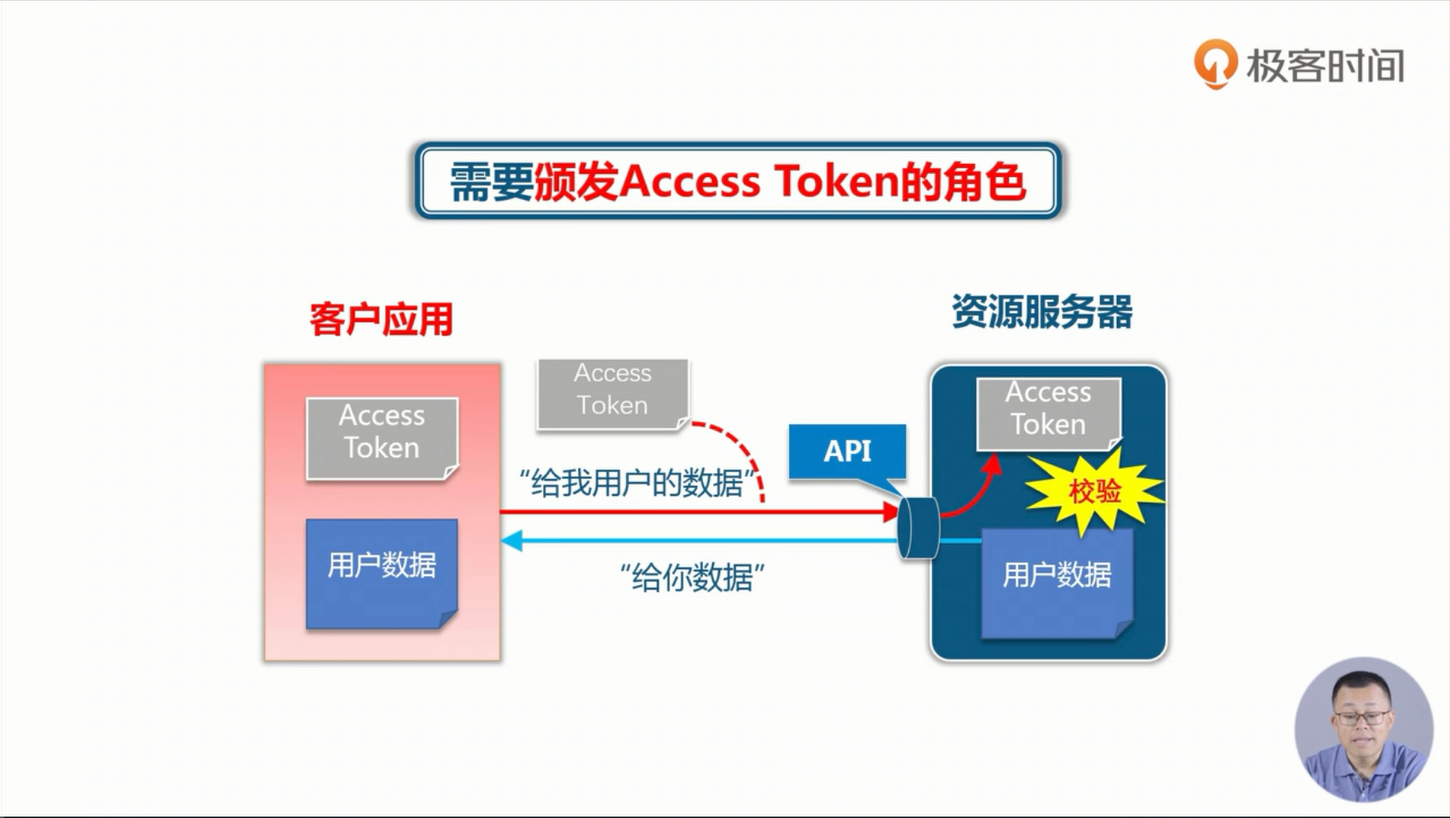 极客时间
需要颁发Access Token的角色
客户应用
资源服务器
Access
Token
Access
Token
Access
Token
API
“给我用户的数据”
校验
用户数据
用户数据
“给你数据”